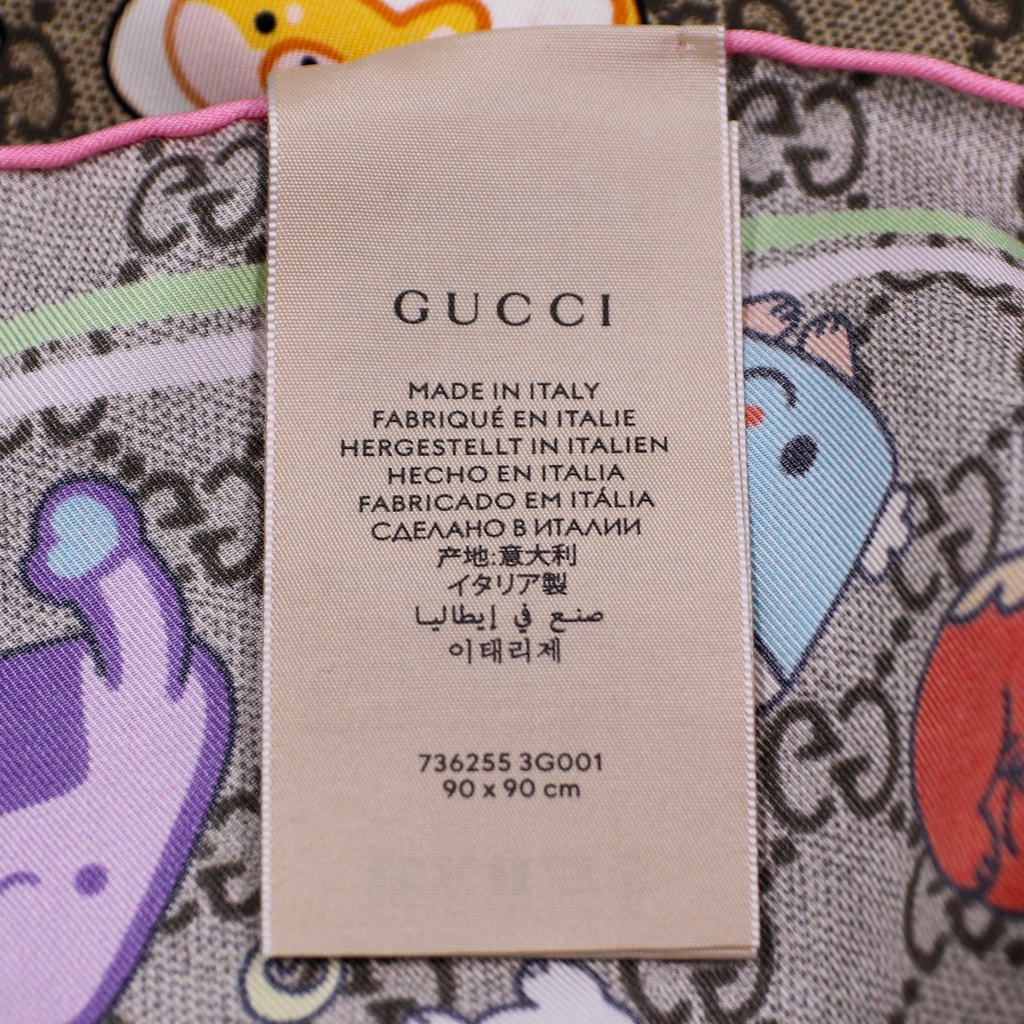 GUCCI
MADE IN ITALY
FABRIQUÉ EN ITALIE
HERGESTELLT IN ITALIEN
HECHO EN ITALIA
FABRICADO EM ITÁLIA
СДЕЛАНО В ИТАЛИИ
产地:意大利
イタリア製
صنع في إيطاليا
이태리제
736255 3G001
90 x 90 cm